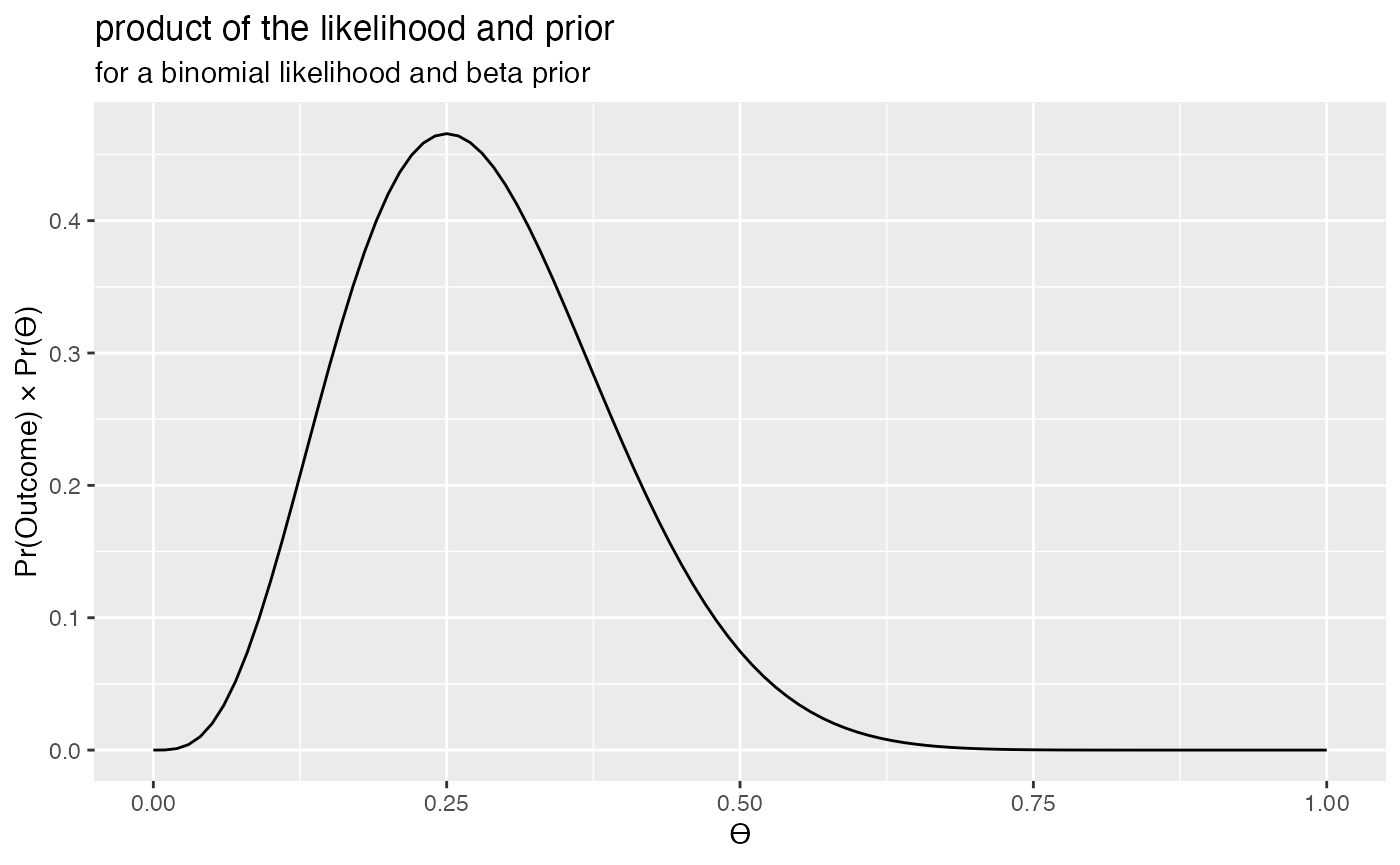 product of the likelihood and prior
for a binomial likelihood and beta prior
Pr(Outcome) × Pr(Θ)
0.4
0.3
0.2
0.1
0.0
0.00 0.25 0.50 0.75 1.00
Θ